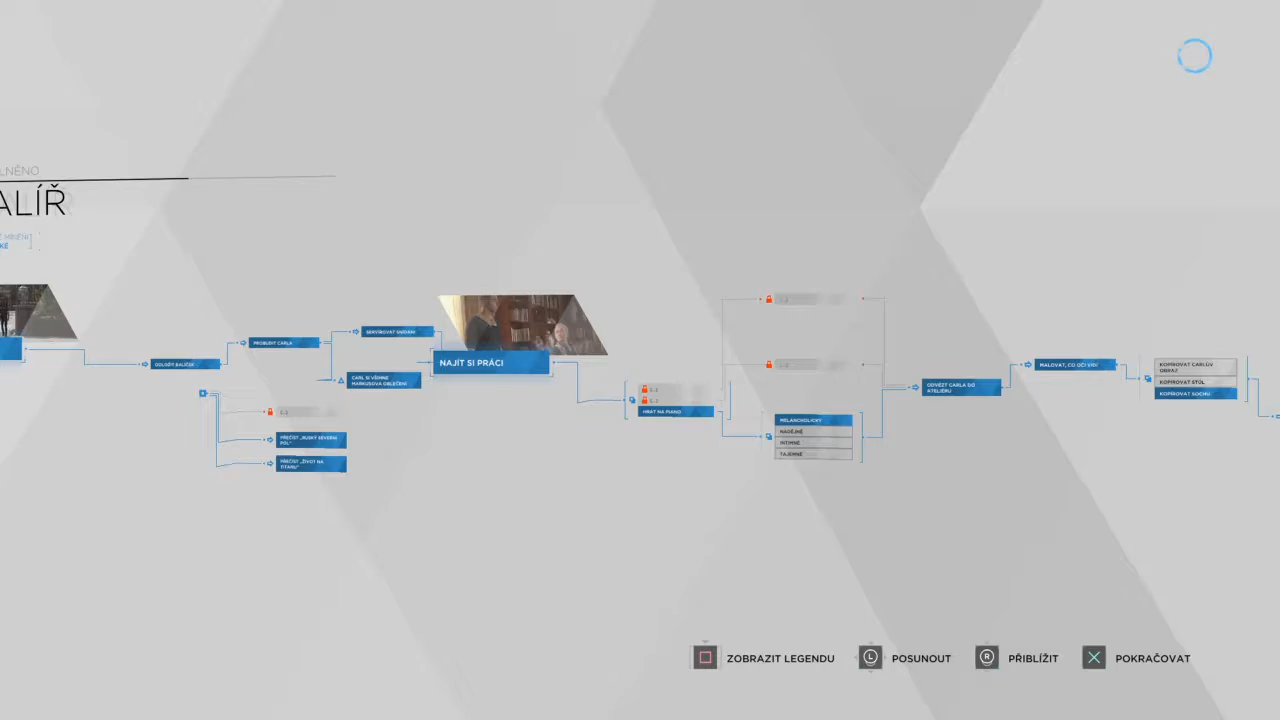 LNĚNO
ALÍŘ
É MÍNĚNÍ
KÉ
ODLOŽIT BALÍČEK
PROBUDIT CARLA
SERVÍROVAT SNÍDANI
CARL SI VŠIMNE
MARKUSOVA OBLEČENÍ
PŘEČÍST „RUSKÝ SEVERNÍ
PÓL“
PŘEČÍST „ŽIVOT NA
TITANU“
NAJÍT SI PRÁCI
HRÁT NA PIANO
MELANCHOLICKY
NADĚJNĚ
INTIMNĚ
TAJEMNĚ
ODVÉZT CARLA DO
ATELIÉRU
MALOVAT, CO OČI VIDÍ
KOPÍROVAT CARLŮV
OBRAZ
KOPÍROVAT STŮL
KOPÍROVAT SOCHU
ZOBRAZIT LEGENDU
L
POSUNOUT
R
PŘIBLÍŽIT
POKRAČOVAT